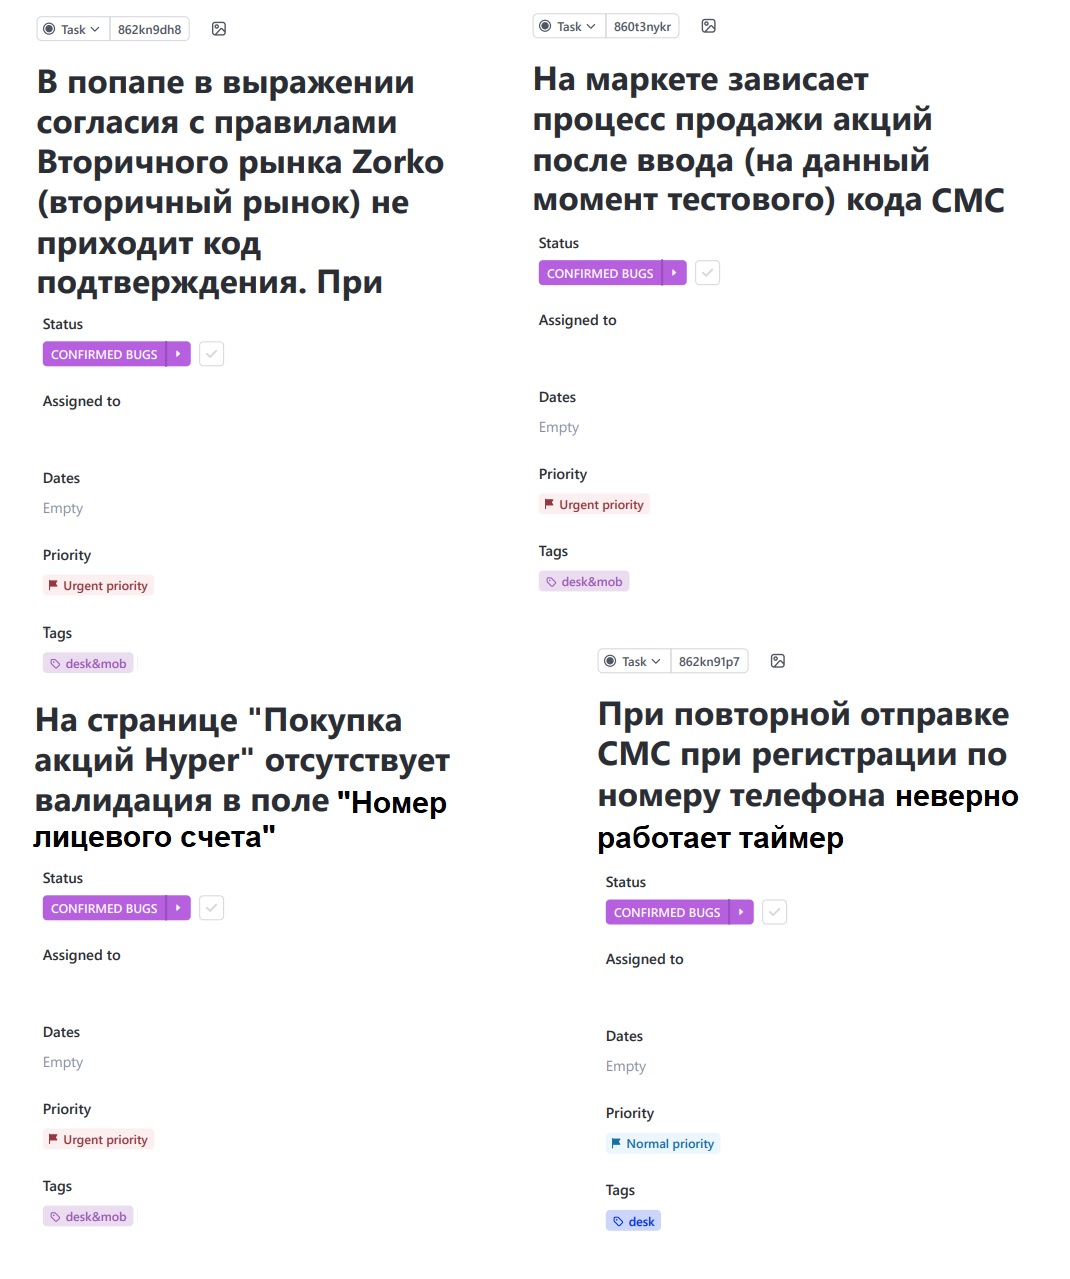 Task 862kn9dh8
В попапе в выражении
согласия с правилами
Вторичного рынка Zorko
(вторичный рынок) не
приходит код
подтверждения. При
Status
CONFIRMED BUGS
Assigned to
Dates
Empty
Priority
Urgent priority
Tags
desk&mob
Task 860t3nykr
На маркете зависает
процесс продажи акций
после ввода (на данный
момент тестового) кода СМС
Status
CONFIRMED BUGS
Assigned to
Dates
Empty
Priority
Urgent priority
Tags
desk&mob
На странице "Покупка
акций Hyper" отсутствует
валидация в поле "Номер
лицевого счета"
Status
CONFIRMED BUGS
Assigned to
Dates
Empty
Priority
Urgent priority
Tags
desk&mob
Task 862kn91p7
При повторной отправке
СМС при регистрации по
номеру телефона неверно
работает таймер
Status
CONFIRMED BUGS
Assigned to
Dates
Empty
Priority
Normal priority
Tags
desk